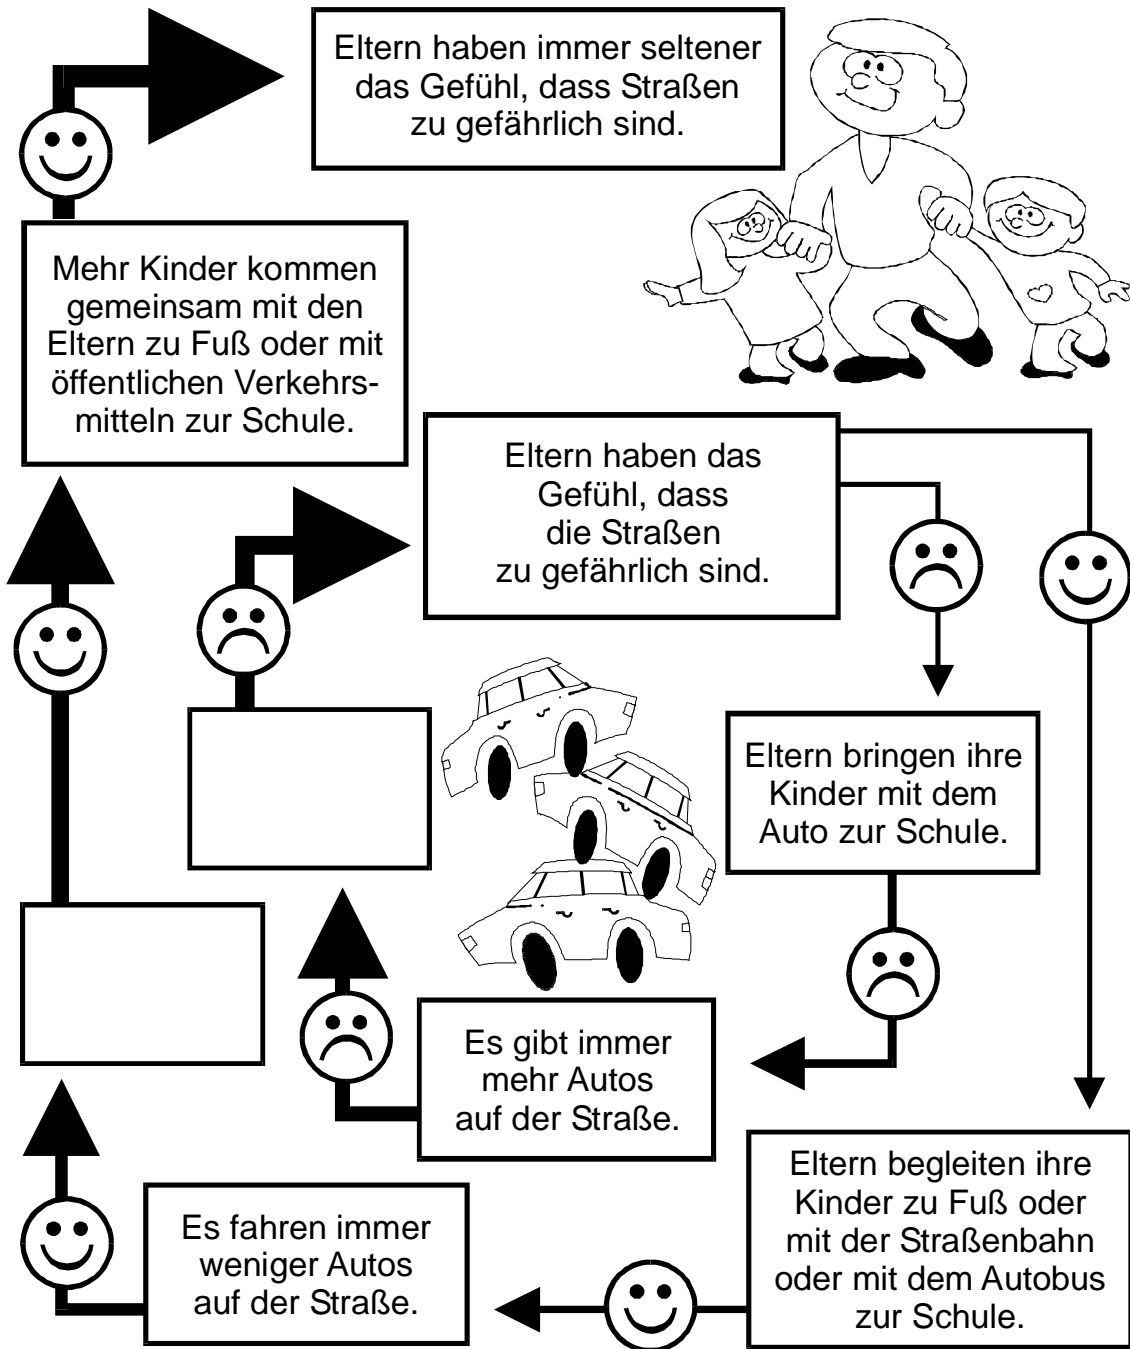 Eltern haben immer seltener
das Gefühl, dass Straßen
zu gefährlich sind.
Mehr Kinder kommen
gemeinsam mit den
Eltern zu Fuß oder mit
öffentlichen Verkehrs-
mitteln zur Schule.
Eltern haben das
Gefühl, dass
die Straßen
zu gefährlich sind.
Eltern bringen ihre
Kinder mit dem
Auto zur Schule.
Es gibt immer
mehr Autos
auf der Straße.
Eltern begleiten ihre
Kinder zu Fuß oder
mit der Straßenbahn
oder mit dem Autobus
zur Schule.
Es fahren immer
weniger Autos
auf der Straße.